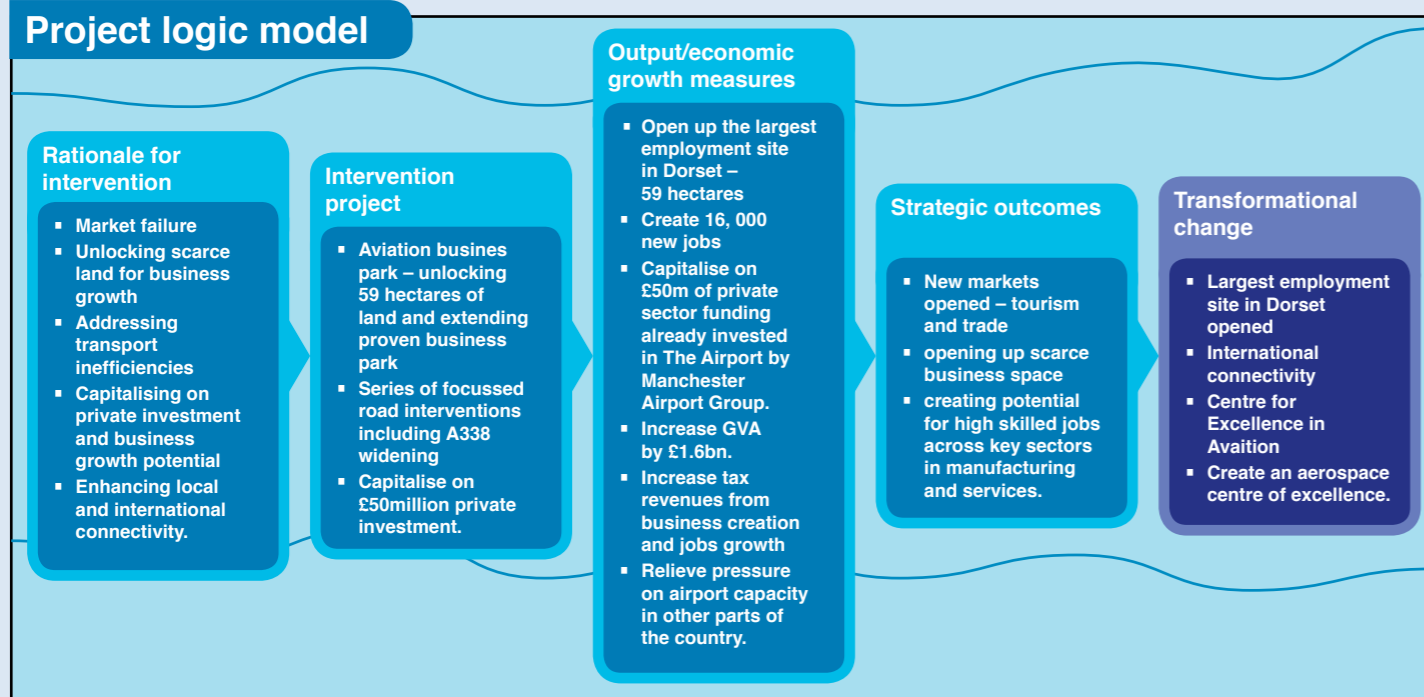 Project logic model
Rationale for
intervention
▪ Market failure
▪ Unlocking scarce
land for business
growth
▪ Addressing
transport
inefficiencies
▪ Capitalising on
private investment
and business
growth potential
▪ Enhancing local
and international
connectivity.
Intervention
project
▪ Aviation busines
park – unlocking
59 hectares of
land and extending
proven business
park
▪ Series of focussed
road interventions
including A338
widening
▪ Capitalise on
£50million private
investment.
Output/economic
growth measures
▪ Open up the largest
employment site
in Dorset –
59 hectares
▪ Create 16, 000
new jobs
▪ Capitalise on
£50m of private
sector funding
already invested
in The Airport by
Manchester
Airport Group.
▪ Increase GVA
by £1.6bn.
▪ Increase tax
revenues from
business creation
and jobs growth
▪ Relieve pressure
on airport capacity
in other parts of
the country.
Strategic outcomes
▪ New markets
opened – tourism
and trade
▪ opening up scarce
business space
▪ creating potential
for high skilled jobs
across key sectors
in manufacturing
and services.
Transformational
change
▪ Largest employment
site in Dorset
opened
▪ International
connectivity
▪ Centre for
Excellence in
Avaition
▪ Create an aerospace
centre of excellence.